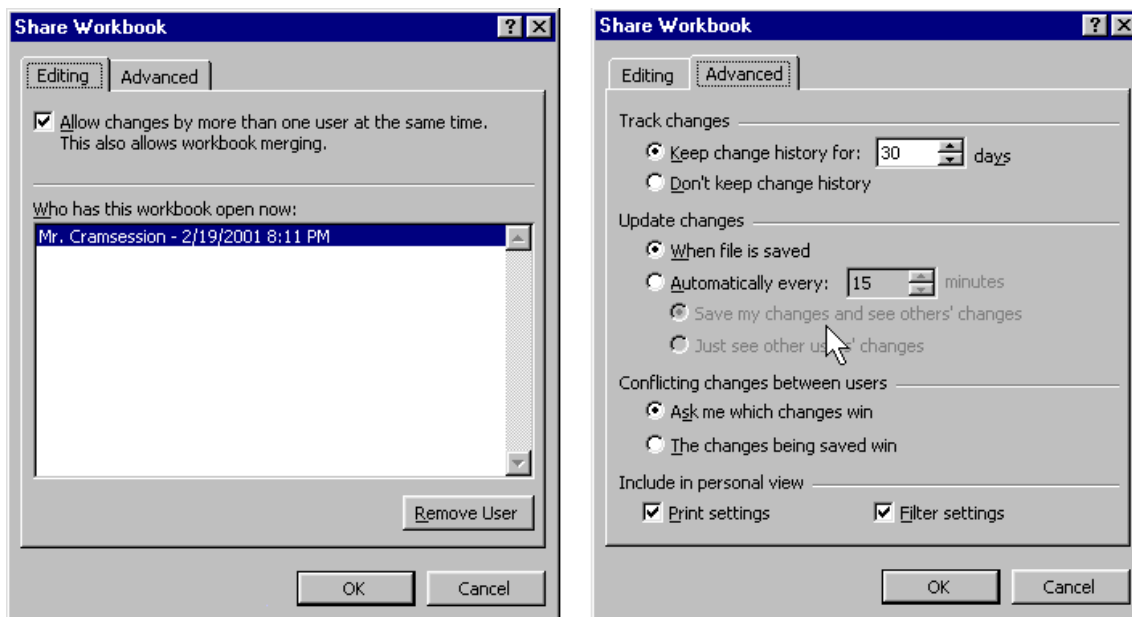 Share Workbook
Editing
Advanced
Allow changes by more than one user at the same time.
This also allows workbook merging.
Who has this workbook open now:
Mr. Cramsession - 2/19/2001 8:11 PM
Remove User
OK
Cancel
Share Workbook
Editing
Advanced
Track changes
Keep change history for: 30 days
Don't keep change history
Update changes
When file is saved
Automatically every: 15 minutes
Save my changes and see others' changes
Just see other users' changes
Conflicting changes between users
Ask me which changes win
The changes being saved win
Include in personal view
Print settings
Filter settings
OK
Cancel